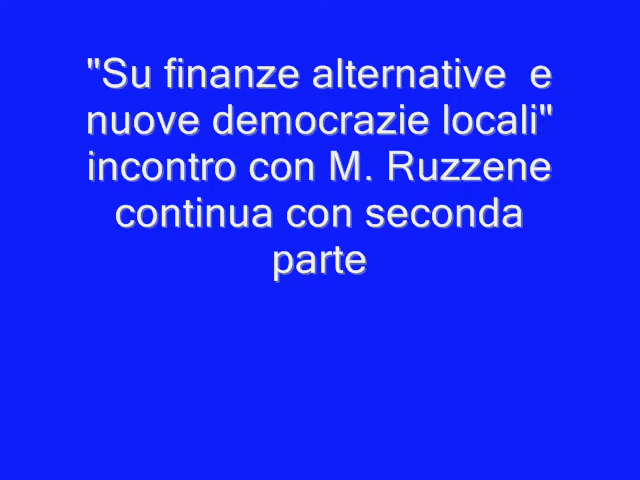 "Su finanze alternative  e
nuove democrazie locali"
incontro con M. Ruzzene
continua con seconda
parte